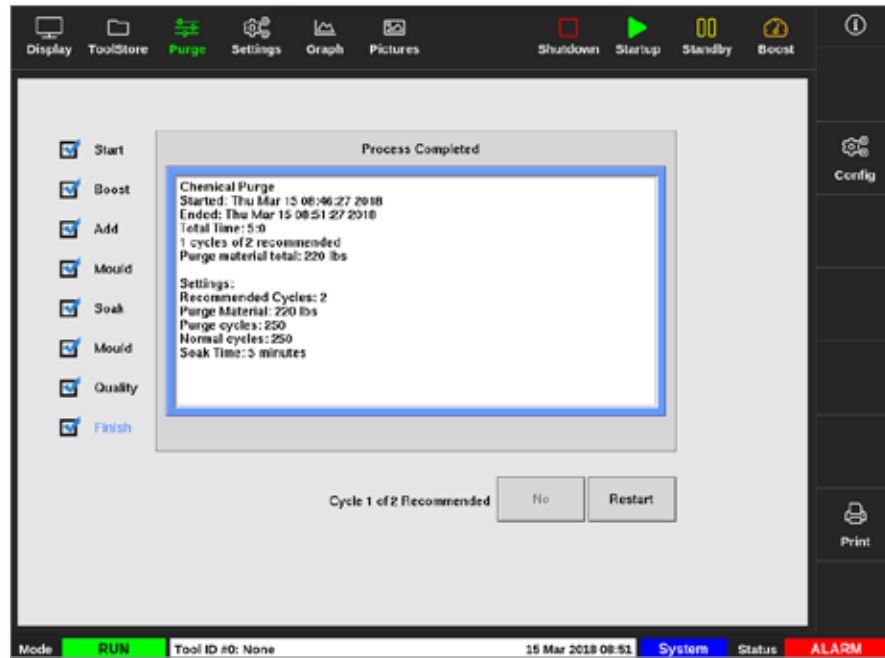 Display ToolStore Purge Settings Graph Pictures Shutdown Startup Standby Boost
Config
Print
Start
Boost
Add
Mould
Soak
Mould
Quality
Finish
Process Completed
Chemical Purge
Started: Thu Mar 15 08:46:27 2018
Ended: Thu Mar 15 08:51:27 2018
Total Time: 5:0
1 cycles of 2 recommended
Purge material total: 220 lbs
Settings:
Recommended Cycles: 2
Purge Material: 220 lbs
Purge cycles: 250
Normal cycles: 250
Soak Time: 5 minutes
Cycle 1 of 2 Recommended No Restart
Mode RUN Tool ID #0: None 15 Mar 2018 08:51 System Status ALARM